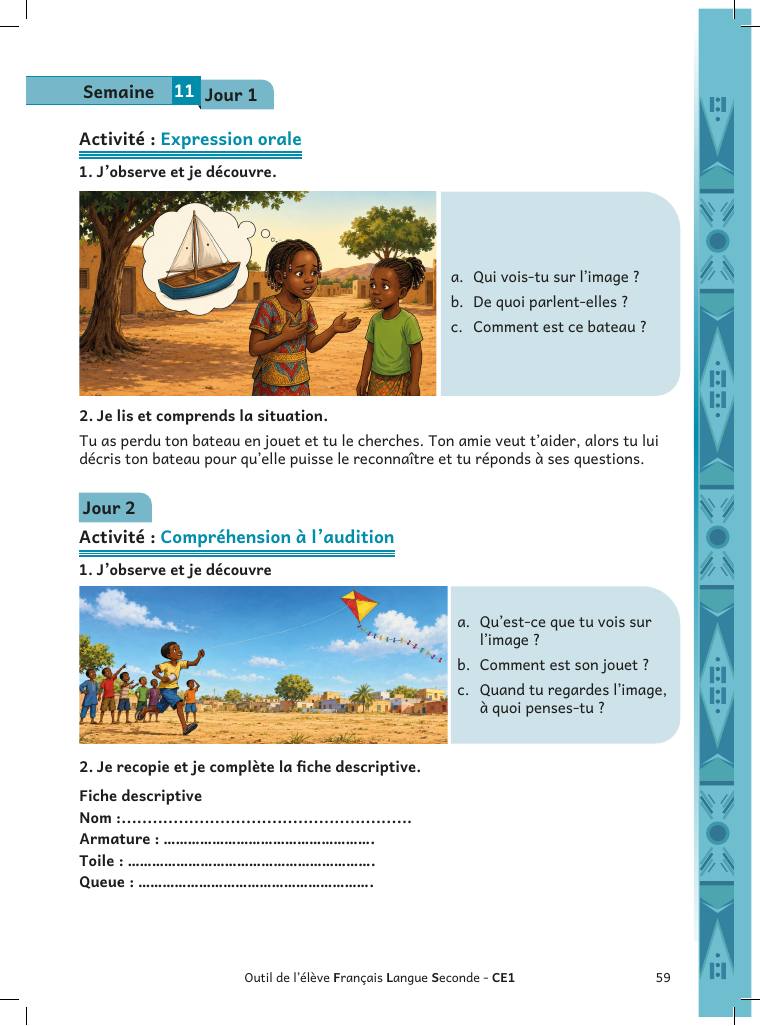 Semaine 11 Jour 1
Activité : Expression orale
1. J'observe et je découvre.
a. Qui vois-tu sur l'image ?
b. De quoi parlent-elles ?
c. Comment est ce bateau ?
2. Je lis et comprends la situation.
Tu as perdu ton bateau en jouet et tu le cherches. Ton amie veut t'aider, alors tu lui
décris ton bateau pour qu'elle puisse le reconnaître et tu réponds à ses questions.
Jour 2
Activité : Compréhension à l'audition
1. J'observe et je découvre
a. Qu'est-ce que tu vois sur
l'image ?
b. Comment est son jouet ?
c. Quand tu regardes l'image,
à quoi penses-tu ?
2. Je recopie et je complète la fiche descriptive.
Fiche descriptive
Nom :.......................................................
Armature : …………………………………………….
Toile : …………………………………………………….
Queue : ………………………………………………….
Outil de l'élève Français Langue Seconde - CE1 59